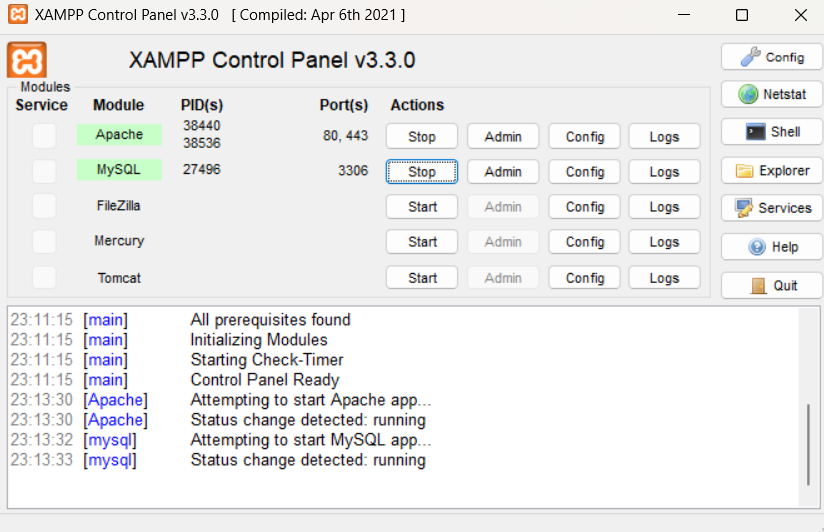 XAMPP Control Panel v3.3.0 [ Compiled: Apr 6th 2021 ]
XAMPP Control Panel v3.3.0
Config
Modules
Service Module PID(s) Port(s) Actions
Netstat
Apache 38440 38536 80, 443 Stop Admin Config Logs
Shell
MySQL 27496 3306 Stop Admin Config Logs
Explorer
FileZilla Start Admin Config Logs
Services
Mercury Start Admin Config Logs
Help
Tomcat Start Admin Config Logs
Quit
23:11:15 [main] All prerequisites found
23:11:15 [main] Initializing Modules
23:11:15 [main] Starting Check-Timer
23:11:15 [main] Control Panel Ready
23:13:30 [Apache] Attempting to start Apache app...
23:13:30 [Apache] Status change detected: running
23:13:32 [mysql] Attempting to start MySQL app...
23:13:33 [mysql] Status change detected: running